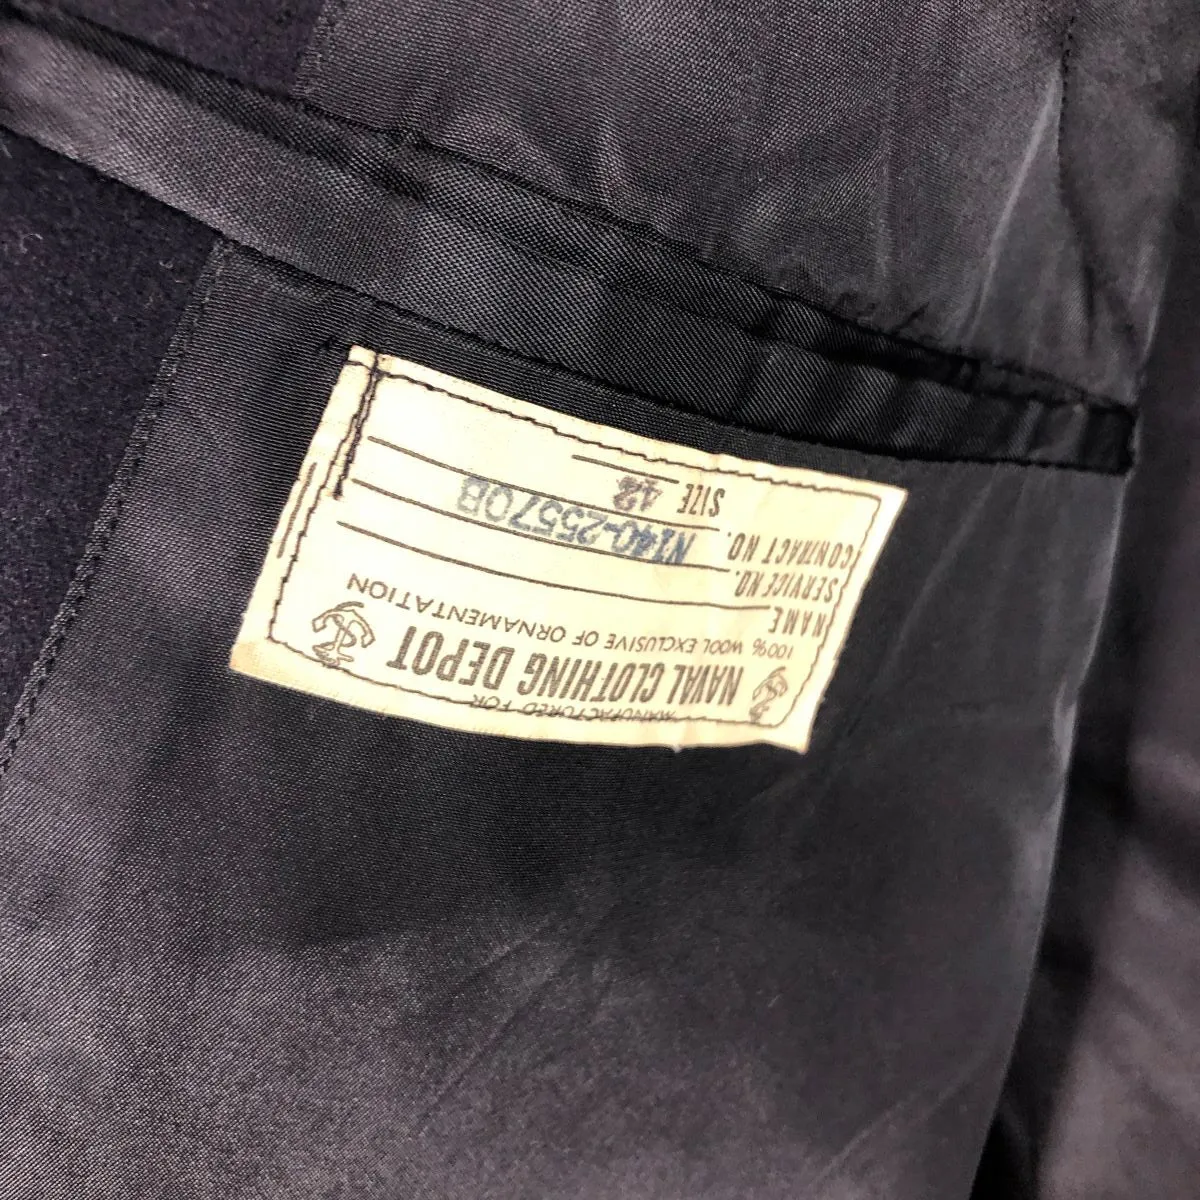 MANUFACTURED FOR
NAVAL CLOTHING DEPOT
100% WOOL EXCLUSIVE OF ORNAMENTATION
NAME
SERVICE NO.
CONTRACT NO. N140-25570B
SIZE 42